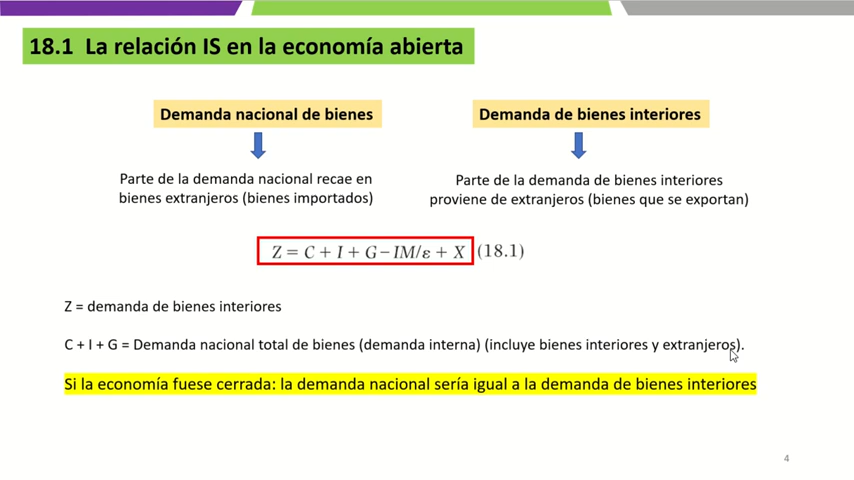 18.1 La relación IS en la economía abierta
Demanda nacional de bienes
Demanda de bienes interiores
Parte de la demanda nacional recae en
bienes extranjeros (bienes importados)
Parte de la demanda de bienes interiores
proviene de extranjeros (bienes que se exportan)
Z = C + I + G – IM/ε + X (18.1)
Z = demanda de bienes interiores
C + I + G = Demanda nacional total de bienes (demanda interna) (incluye bienes interiores y extranjeros).
Si la economía fuese cerrada: la demanda nacional sería igual a la demanda de bienes interiores
4